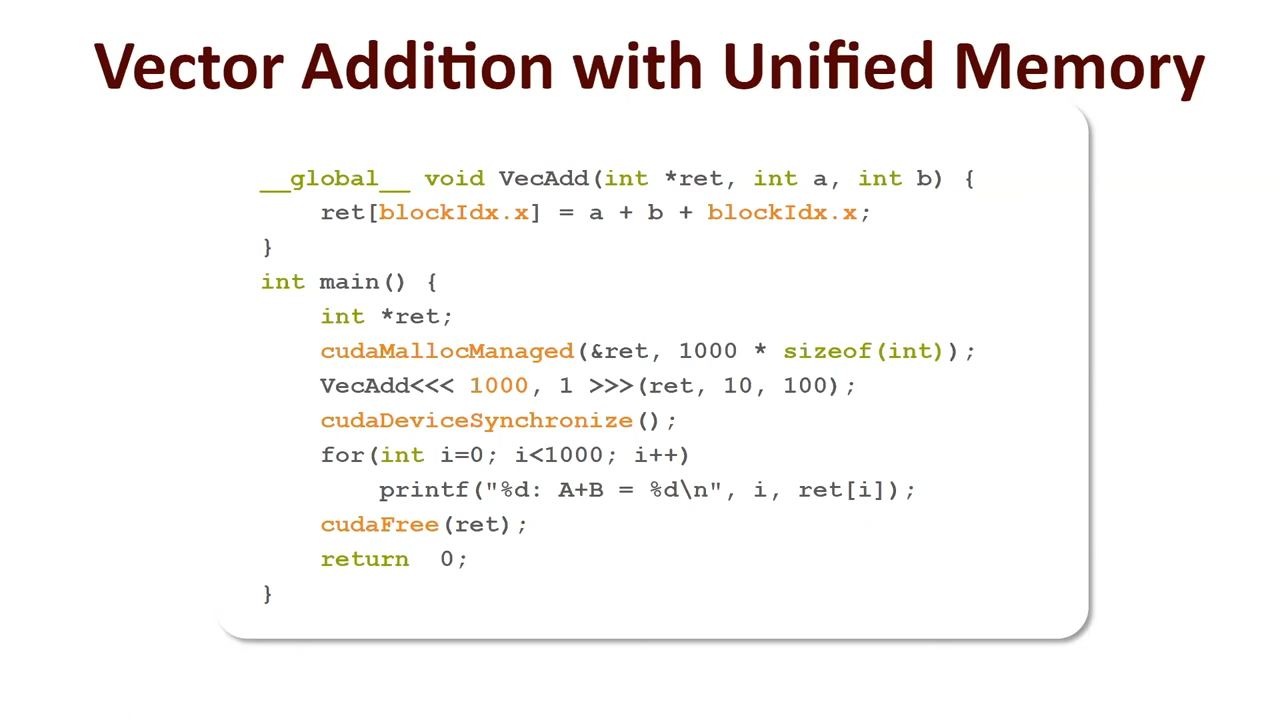 Vector Addition with Unified Memory
__global__ void VecAdd(int *ret, int a, int b) {
    ret[blockIdx.x] = a + b + blockIdx.x;
}
int main() {
    int *ret;
    cudaMallocManaged(&ret, 1000 * sizeof(int));
    VecAdd<<< 1000, 1 >>>(ret, 10, 100);
    cudaDeviceSynchronize();
    for(int i=0; i<1000; i++)
        printf("%d: A+B = %d\n", i, ret[i]);
    cudaFree(ret);
    return  0;
}